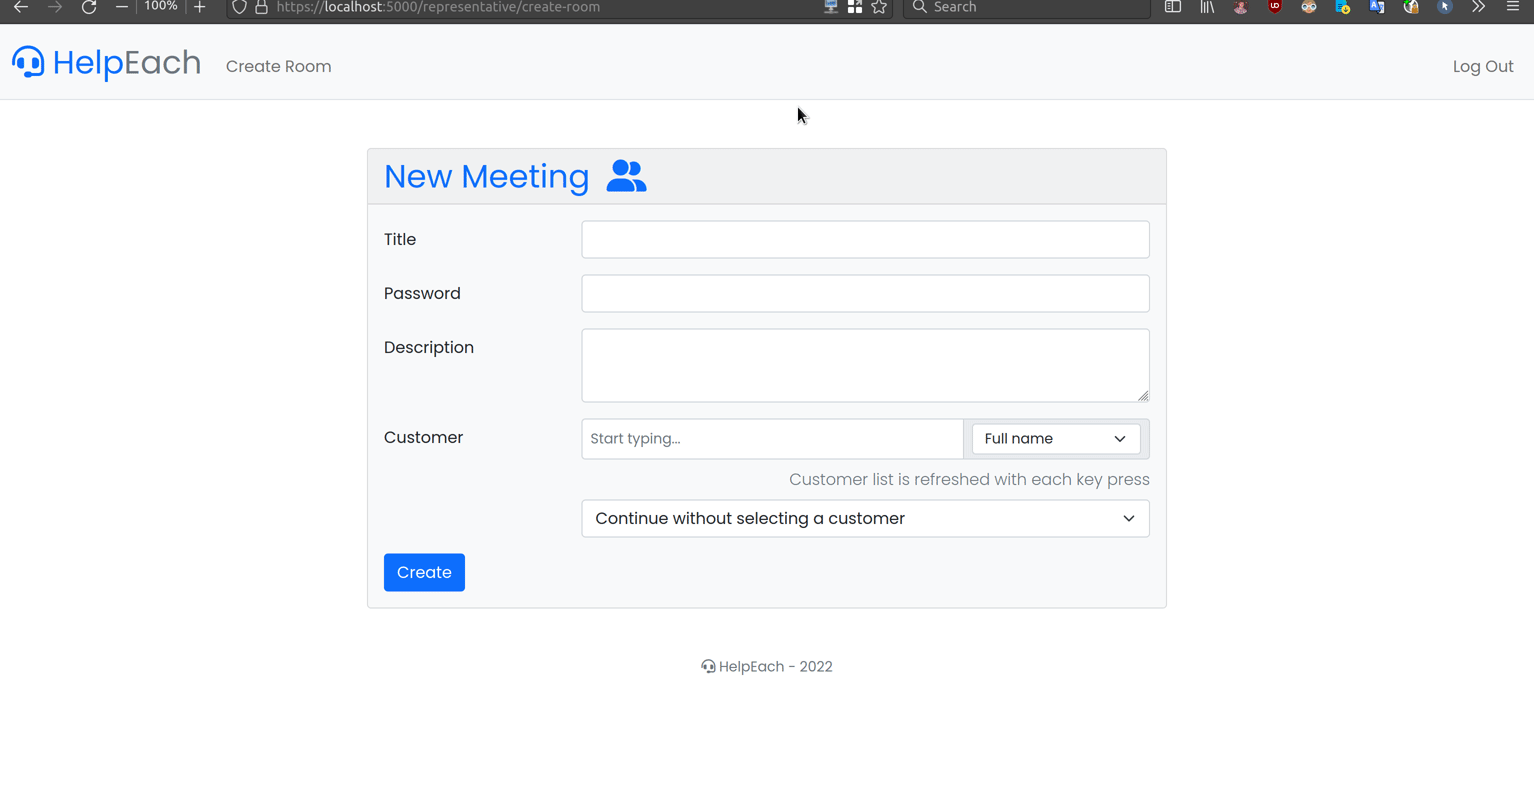 100%
https://localhost:5000/representative/create-room
Search
HelpEach
Create Room
Log Out
New Meeting
Title
Password
Description
Customer
Start typing...
Full name
Customer list is refreshed with each key press
Continue without selecting a customer
Create
HelpEach - 2022